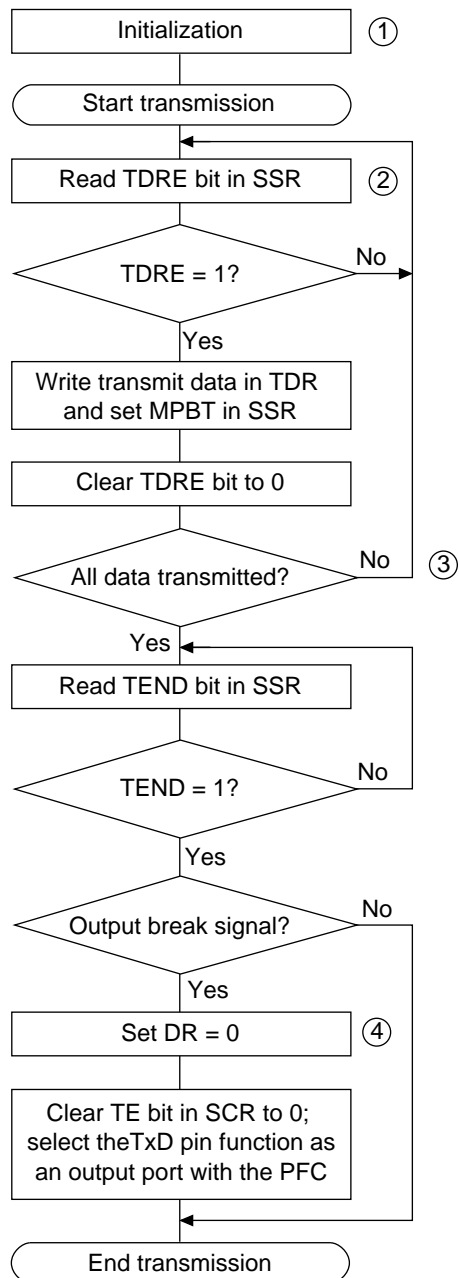 Initialization
①
Start transmission
Read TDRE bit in SSR
②
TDRE = 1?
No
Yes
Write transmit data in TDR
and set MPBT in SSR
Clear TDRE bit to 0
All data transmitted?
No
③
Yes
Read TEND bit in SSR
TEND = 1?
No
Yes
Output break signal?
No
Yes
Set DR = 0
④
Clear TE bit in SCR to 0;
select theTxD pin function as
an output port with the PFC
End transmission